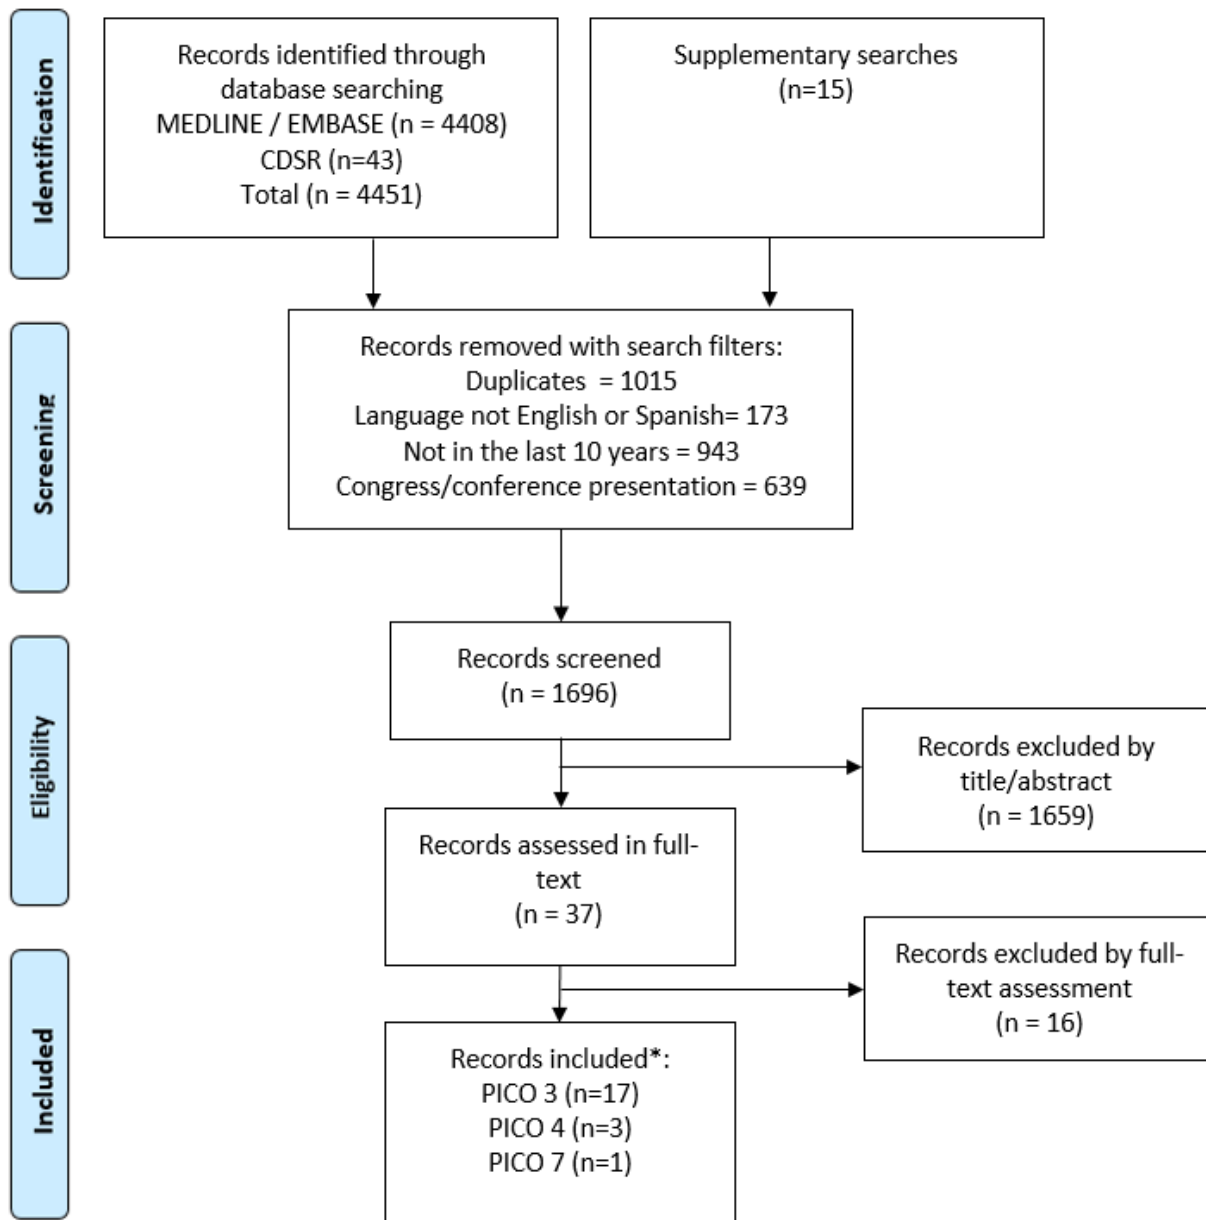 Identification
Records identified through
database searching
MEDLINE / EMBASE (n = 4408)
CDSR (n=43)
Total (n = 4451)
Supplementary searches
(n=15)
Screening
Records removed with search filters:
Duplicates  = 1015
Language not English or Spanish= 173
Not in the last 10 years = 943
Congress/conference presentation = 639
Eligibility
Records screened
(n = 1696)
Records excluded by
title/abstract
(n = 1659)
Records assessed in full-
text
(n = 37)
Records excluded by full-
text assessment
(n = 16)
Included
Records included*:
PICO 3 (n=17)
PICO 4 (n=3)
PICO 7 (n=1)